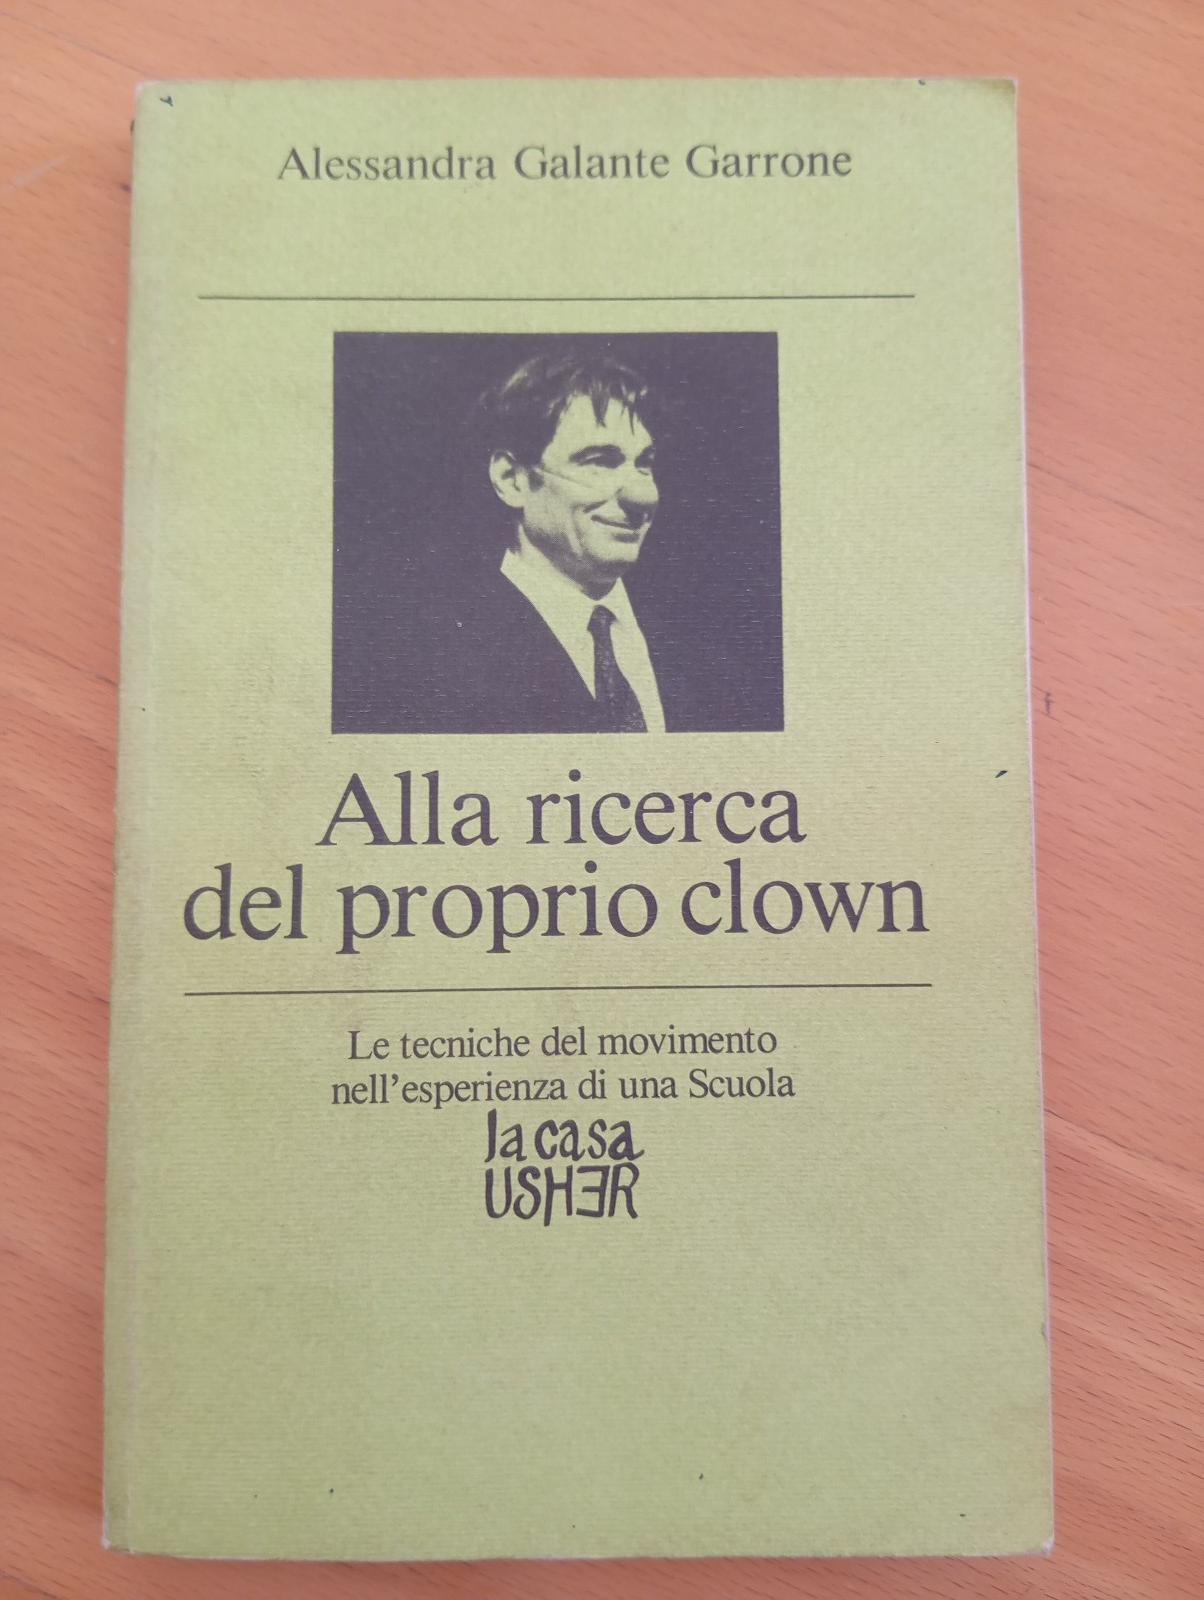 Alessandra Galante Garrone
Alla ricerca
del proprio clown
Le tecniche del movimento
nell'esperienza di una Scuola
la casa
USHER